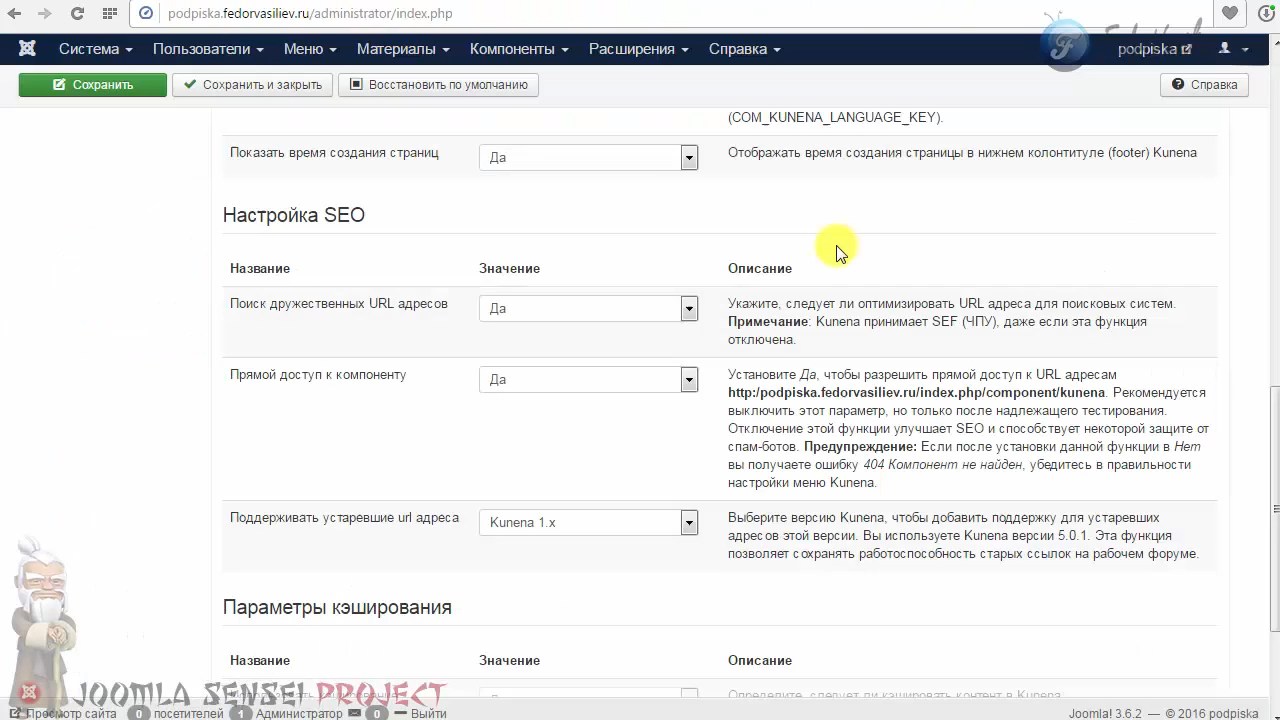 podpiska.fedorvasiliev.ru/administrator/index.php
Система Пользователи Меню Материалы Компоненты Расширения Справка podpiska
Сохранить Сохранить и закрыть Восстановить по умолчанию Справка
(COM_KUNENA_LANGUAGE_KEY).
Показать время создания страниц Да Отображать время создания страницы в нижнем колонтитуле (footer) Kunena
Настройка SEO
Название Значение Описание
Поиск дружественных URL адресов Да Укажите, следует ли оптимизировать URL адреса для поисковых систем.
Примечание: Kunena принимает SEF (ЧПУ), даже если эта функция
отключена.
Прямой доступ к компоненту Да Установите Да, чтобы разрешить прямой доступ к URL адресам
http:/podpiska.fedorvasiliev.ru/index.php/component/kunena. Рекомендуется
выключить этот параметр, но только после надлежащего тестирования.
Отключение этой функции улучшает SEO и способствует некоторой защите от
спам-ботов. Предупреждение: Если после установки данной функции в Нет
вы получаете ошибку 404 Компонент не найден, убедитесь в правильности
настройки меню Kunena.
Поддерживать устаревшие url адреса Kunena 1.x Выберите версию Kunena, чтобы добавить поддержку для устаревших
адресов этой версии. Вы используете Kunena версии 5.0.1. Эта функция
позволяет сохранять работоспособность старых ссылок на рабочем форуме.
Параметры кэширования
Название Значение Описание
Определите, следует ли кэшировать контент в Kunena
JOOMLA SENSEI PROJECT
Просмотр сайта 0 посетителей 1 Администратор 0 Выйти Joomla! 3.6.2 — © 2016 podpiska